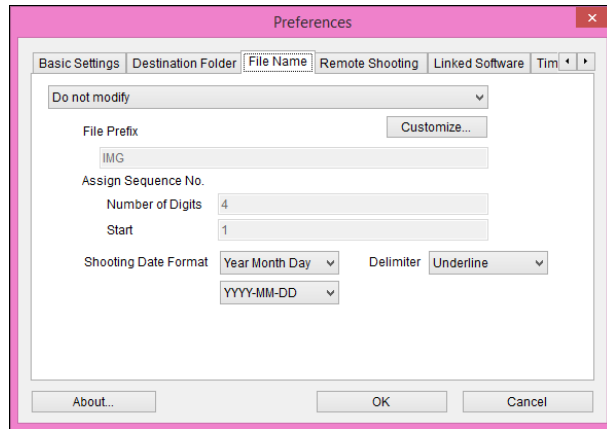 Preferences
Basic Settings Destination Folder File Name Remote Shooting Linked Software Tim
Do not modify
File Prefix Customize...
IMG
Assign Sequence No.
Number of Digits 4
Start 1
Shooting Date Format Year Month Day Delimiter Underline
YYYY-MM-DD
About... OK Cancel